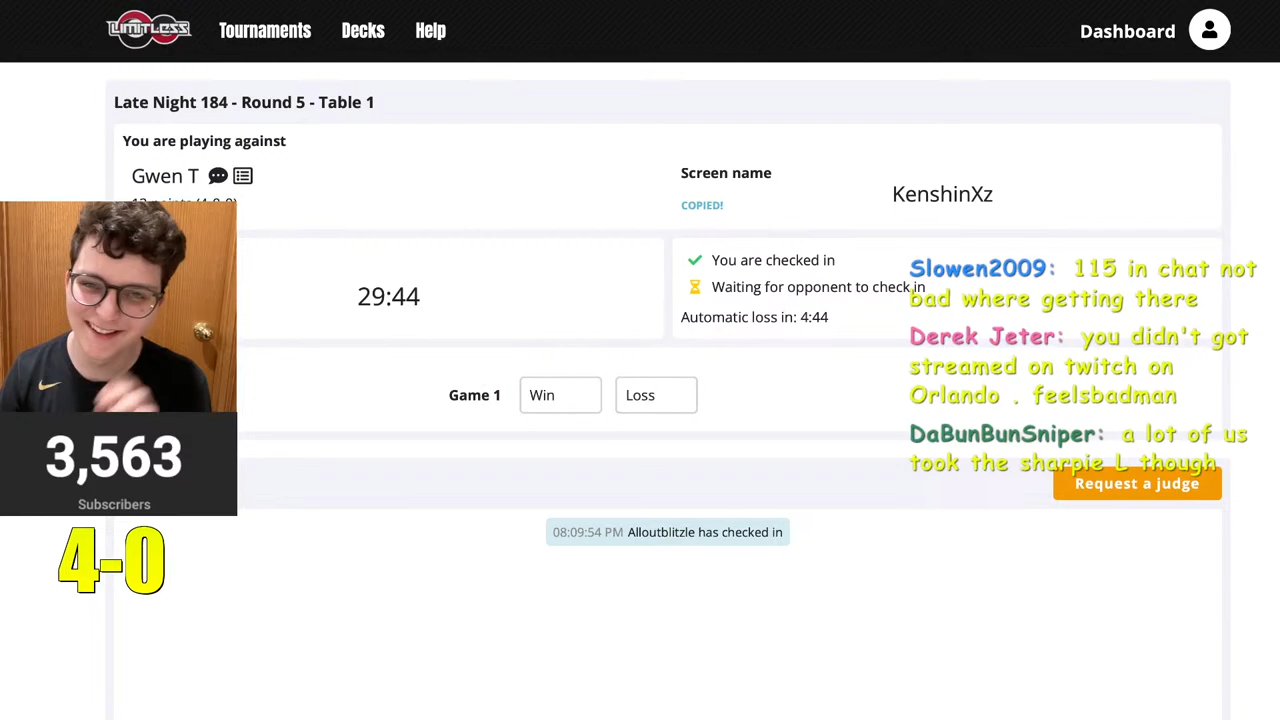 LIMITLESS
Tournaments
Decks
Help
Dashboard
Late Night 184 - Round 5 - Table 1
You are playing against
Gwen T
Screen name
COPIED!
KenshinXz
29:44
You are checked in
Waiting for opponent to check in
Automatic loss in: 4:44
Slowen2009: 115 in chat not
bad where getting there
Derek Jeter: you didn't got
streamed on twitch on
Orlando . feelsbadman
DaBunBunSniper: a lot of us
took the sharpie L though
Game 1
Win
Loss
Request a judge
3,563
Subscribers
4-0
08:09:54 PM Alloutblitzle has checked in